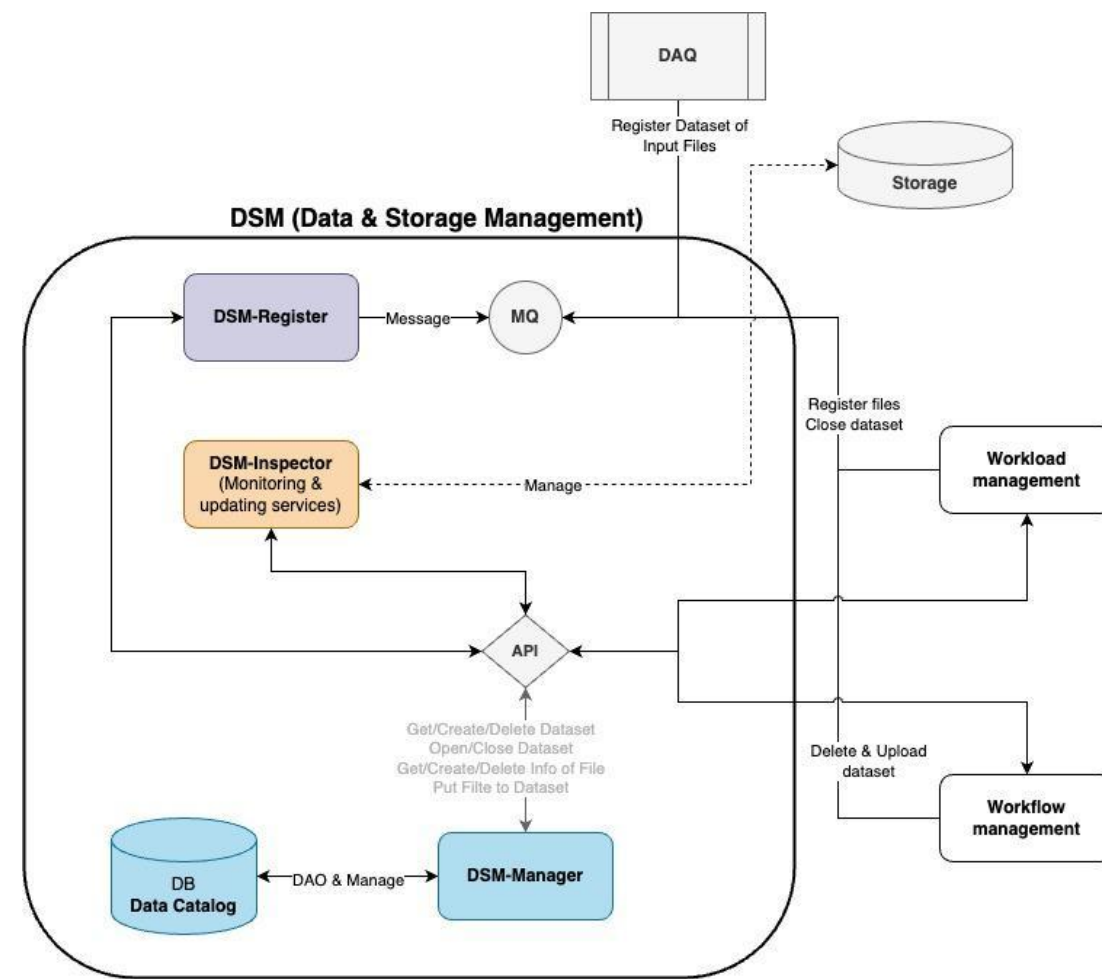 DAQ
Register Dataset of
Input Files
Storage
DSM (Data & Storage Management)
DSM-Register
Message
MQ
Register files
Close dataset
Workload
management
DSM-Inspector
(Monitoring &
updating services)
Manage
API
Get/Create/Delete Dataset
Open/Close Dataset
Get/Create/Delete Info of File
Put Filte to Dataset
Delete & Upload
dataset
Workflow
management
DB
Data Catalog
DAO & Manage
DSM-Manager